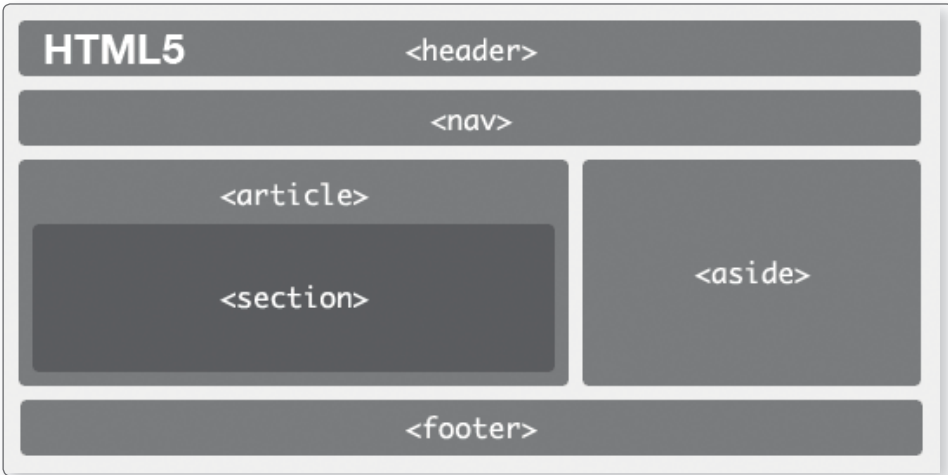 HTML5 <header>
<nav>
<article>
<section>
<aside>
<footer>